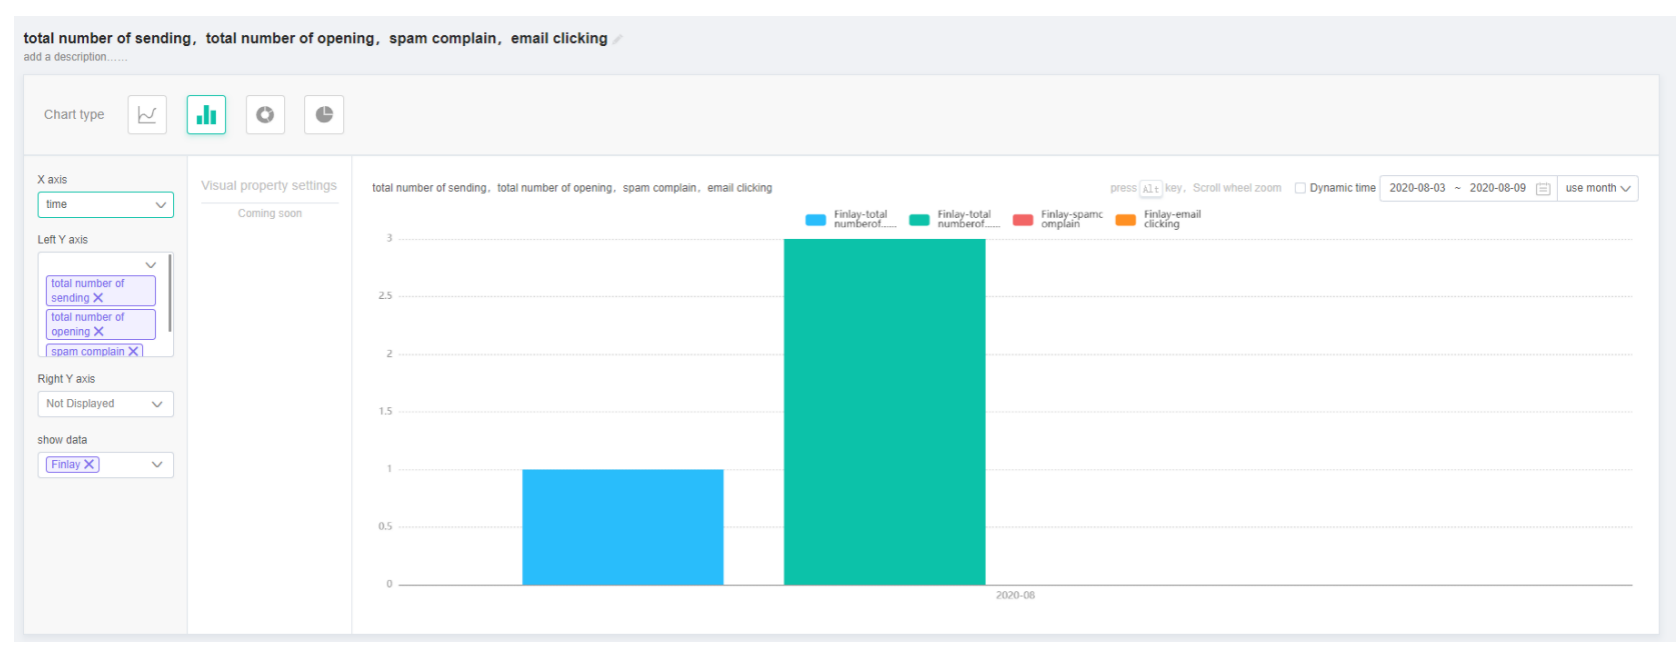 total number of sending，total number of opening，spam complain，email clicking
add a description……
Chart type
X axis
time
Left Y axis
total number of
sending
total number of
opening
spam complain
Right Y axis
Not Displayed
show data
Finlay
Visual property settings
Coming soon
total number of sending，total number of opening，spam complain，email clicking
press Alt key，Scroll wheel zoom
Dynamic time
2020-08-03 ~ 2020-08-09
use month
Finlay-total
numberof......
Finlay-total
numberof......
Finlay-spamc
omplain
Finlay-email
clicking
3
2.5
2
1.5
1
0.5
0
2020-08